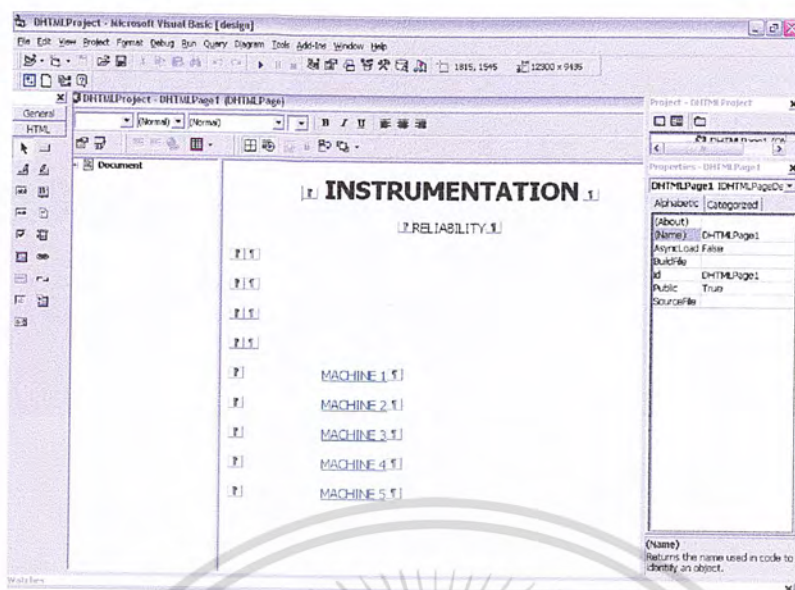 DHTMLProject - Microsoft Visual Basic [design]
File Edit View Project Format Debug Run Query Diagram Tools Add-Ins Window Help
1815, 1545 12300 x 9435
DHTMLProject - DHTMLPage1 (DHTMLPage)
General
HTML
(Normal) (Normal) B I U
Document
INSTRUMENTATION ¶
RELIABILITY ¶
MACHINE 1 ¶
MACHINE 2 ¶
MACHINE 3 ¶
MACHINE 4 ¶
MACHINE 5 ¶
Project - DHTMLProject
Properties - DHTMLPage1
DHTMLPage1 IDHTMLPageDe
Alphabetic Categorized
(About)
(Name) DHTMLPage1
AsyncLoad False
BuildFile
id DHTMLPage1
Public True
SourceFile
(Name)
Returns the name used in code to
identify an object.
Watches